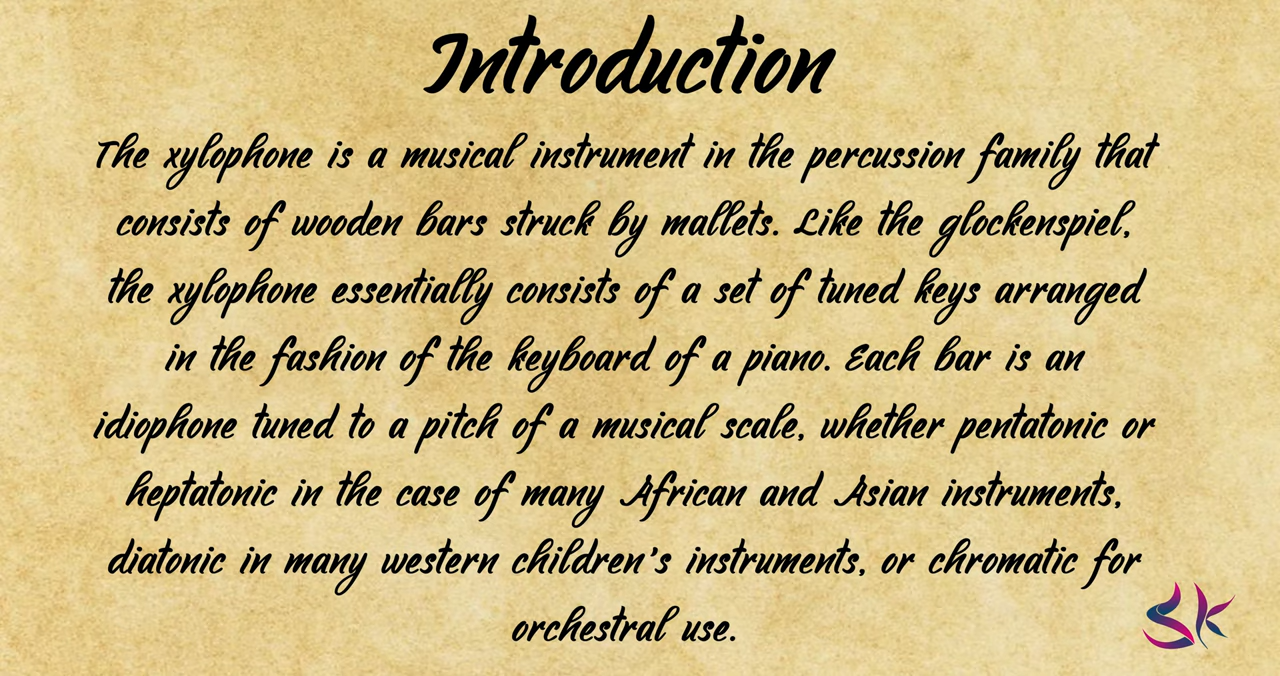 Introduction
The xylophone is a musical instrument in the percussion family that
consists of wooden bars struck by mallets. Like the glockenspiel,
the xylophone essentially consists of a set of tuned keys arranged
in the fashion of the keyboard of a piano. Each bar is an
idiophone tuned to a pitch of a musical scale, whether pentatonic or
heptatonic in the case of many African and Asian instruments,
diatonic in many western children's instruments, or chromatic for
orchestral use.
SK